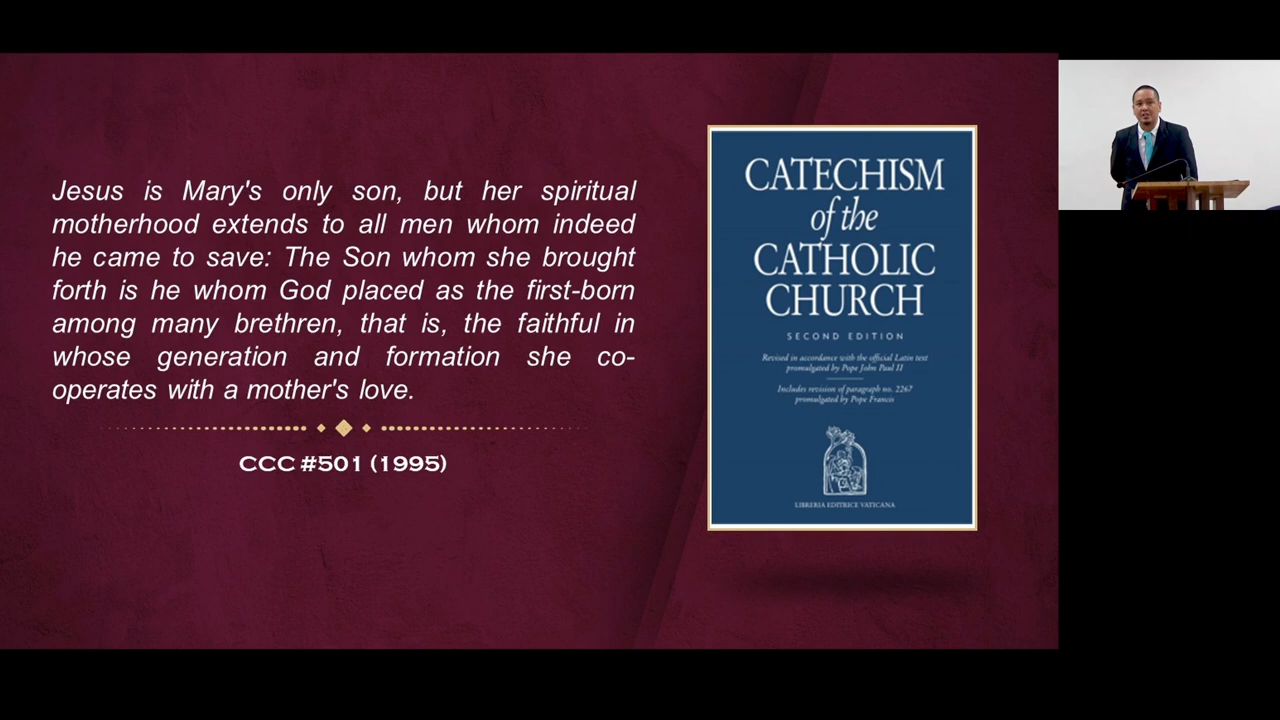 Jesus is Mary's only son, but her spiritual
motherhood extends to all men whom indeed
he came to save: The Son whom she brought
forth is he whom God placed as the first-born
among many brethren, that is, the faithful in
whose generation and formation she co-
operates with a mother's love.
CCC #501 (1995)
CATECHISM
of the
CATHOLIC
CHURCH
SECOND EDITION
Revised in accordance with the official Latin text
promulgated by Pope John Paul II
Includes revision of paragraph no. 2267
promulgated by Pope Francis
LIBRERIA EDITRICE VATICANA